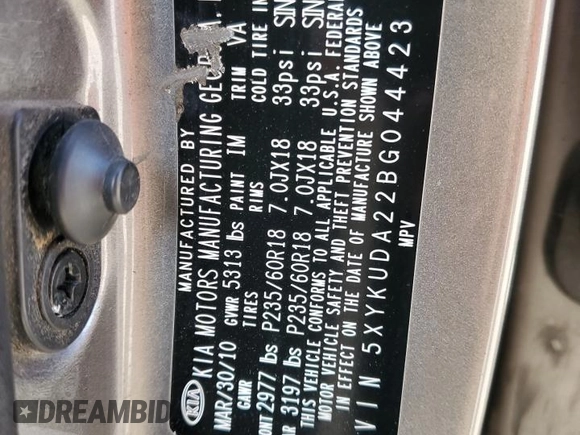 MANUFACTURED BY
KIA KIA MOTORS MANUFACTURING GEORGIA,
MAR/30/10 GVWR 5313 lbs PAINT IM TRIM VA
GAWR TIRES RIMS COLD TIRE
2977 lbs P235/60R18 7.0JX18 33psi
3197 lbs P235/60R18 7.0JX18 33psi
THIS VEHICLE CONFORMS TO ALL APPLICABLE U.S.A. FEDERAL
MOTOR VEHICLE SAFETY AND THEFT PREVENTION STANDARDS
IN EFFECT ON THE DATE OF MANUFACTURE SHOWN ABOVE
VIN 5XYKUDA22BG044423
MPV
DREAMBID